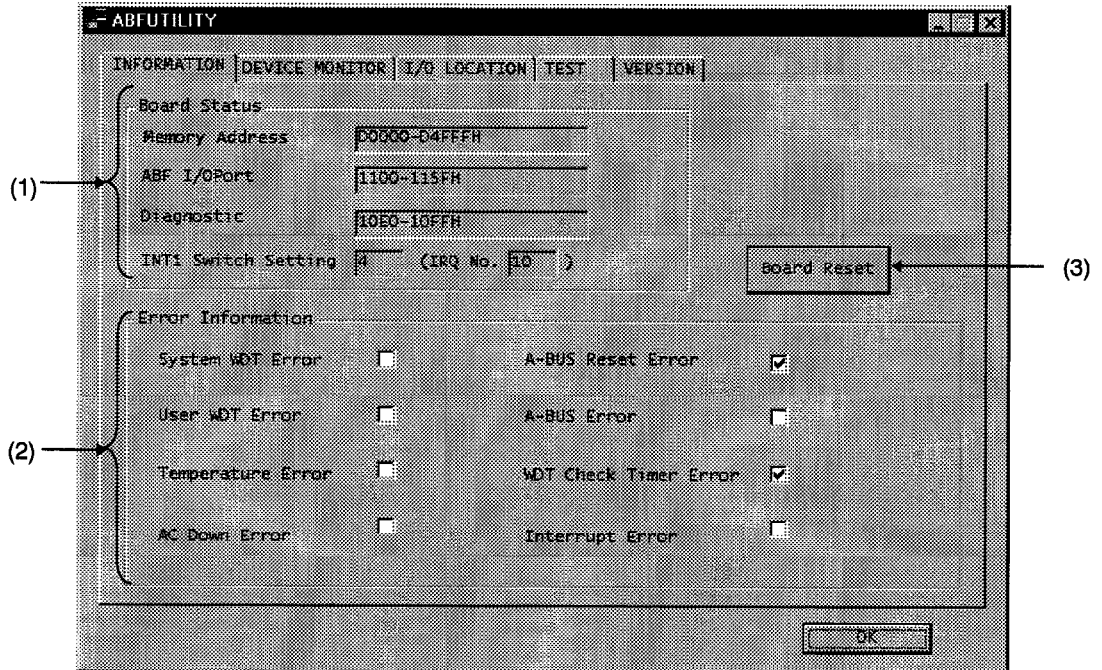 ABFUTILITY
INFORMATION DEVICE MONITOR I/O LOCATION TEST VERSION
Board Status
Memory Address D0000-D4FFFH
ABF I/OPort 1100-115FH
(1)
Diagnostic 10E0-10FFH
INT1 Switch Setting 4 (IRQ No. 10 )
Board Reset
(3)
Error Information
System WDT Error A-BUS Reset Error
User WDT Error A-BUS Error
(2)
Temperature Error WDT Check Timer Error
AC Down Error Interrupt Error
OK